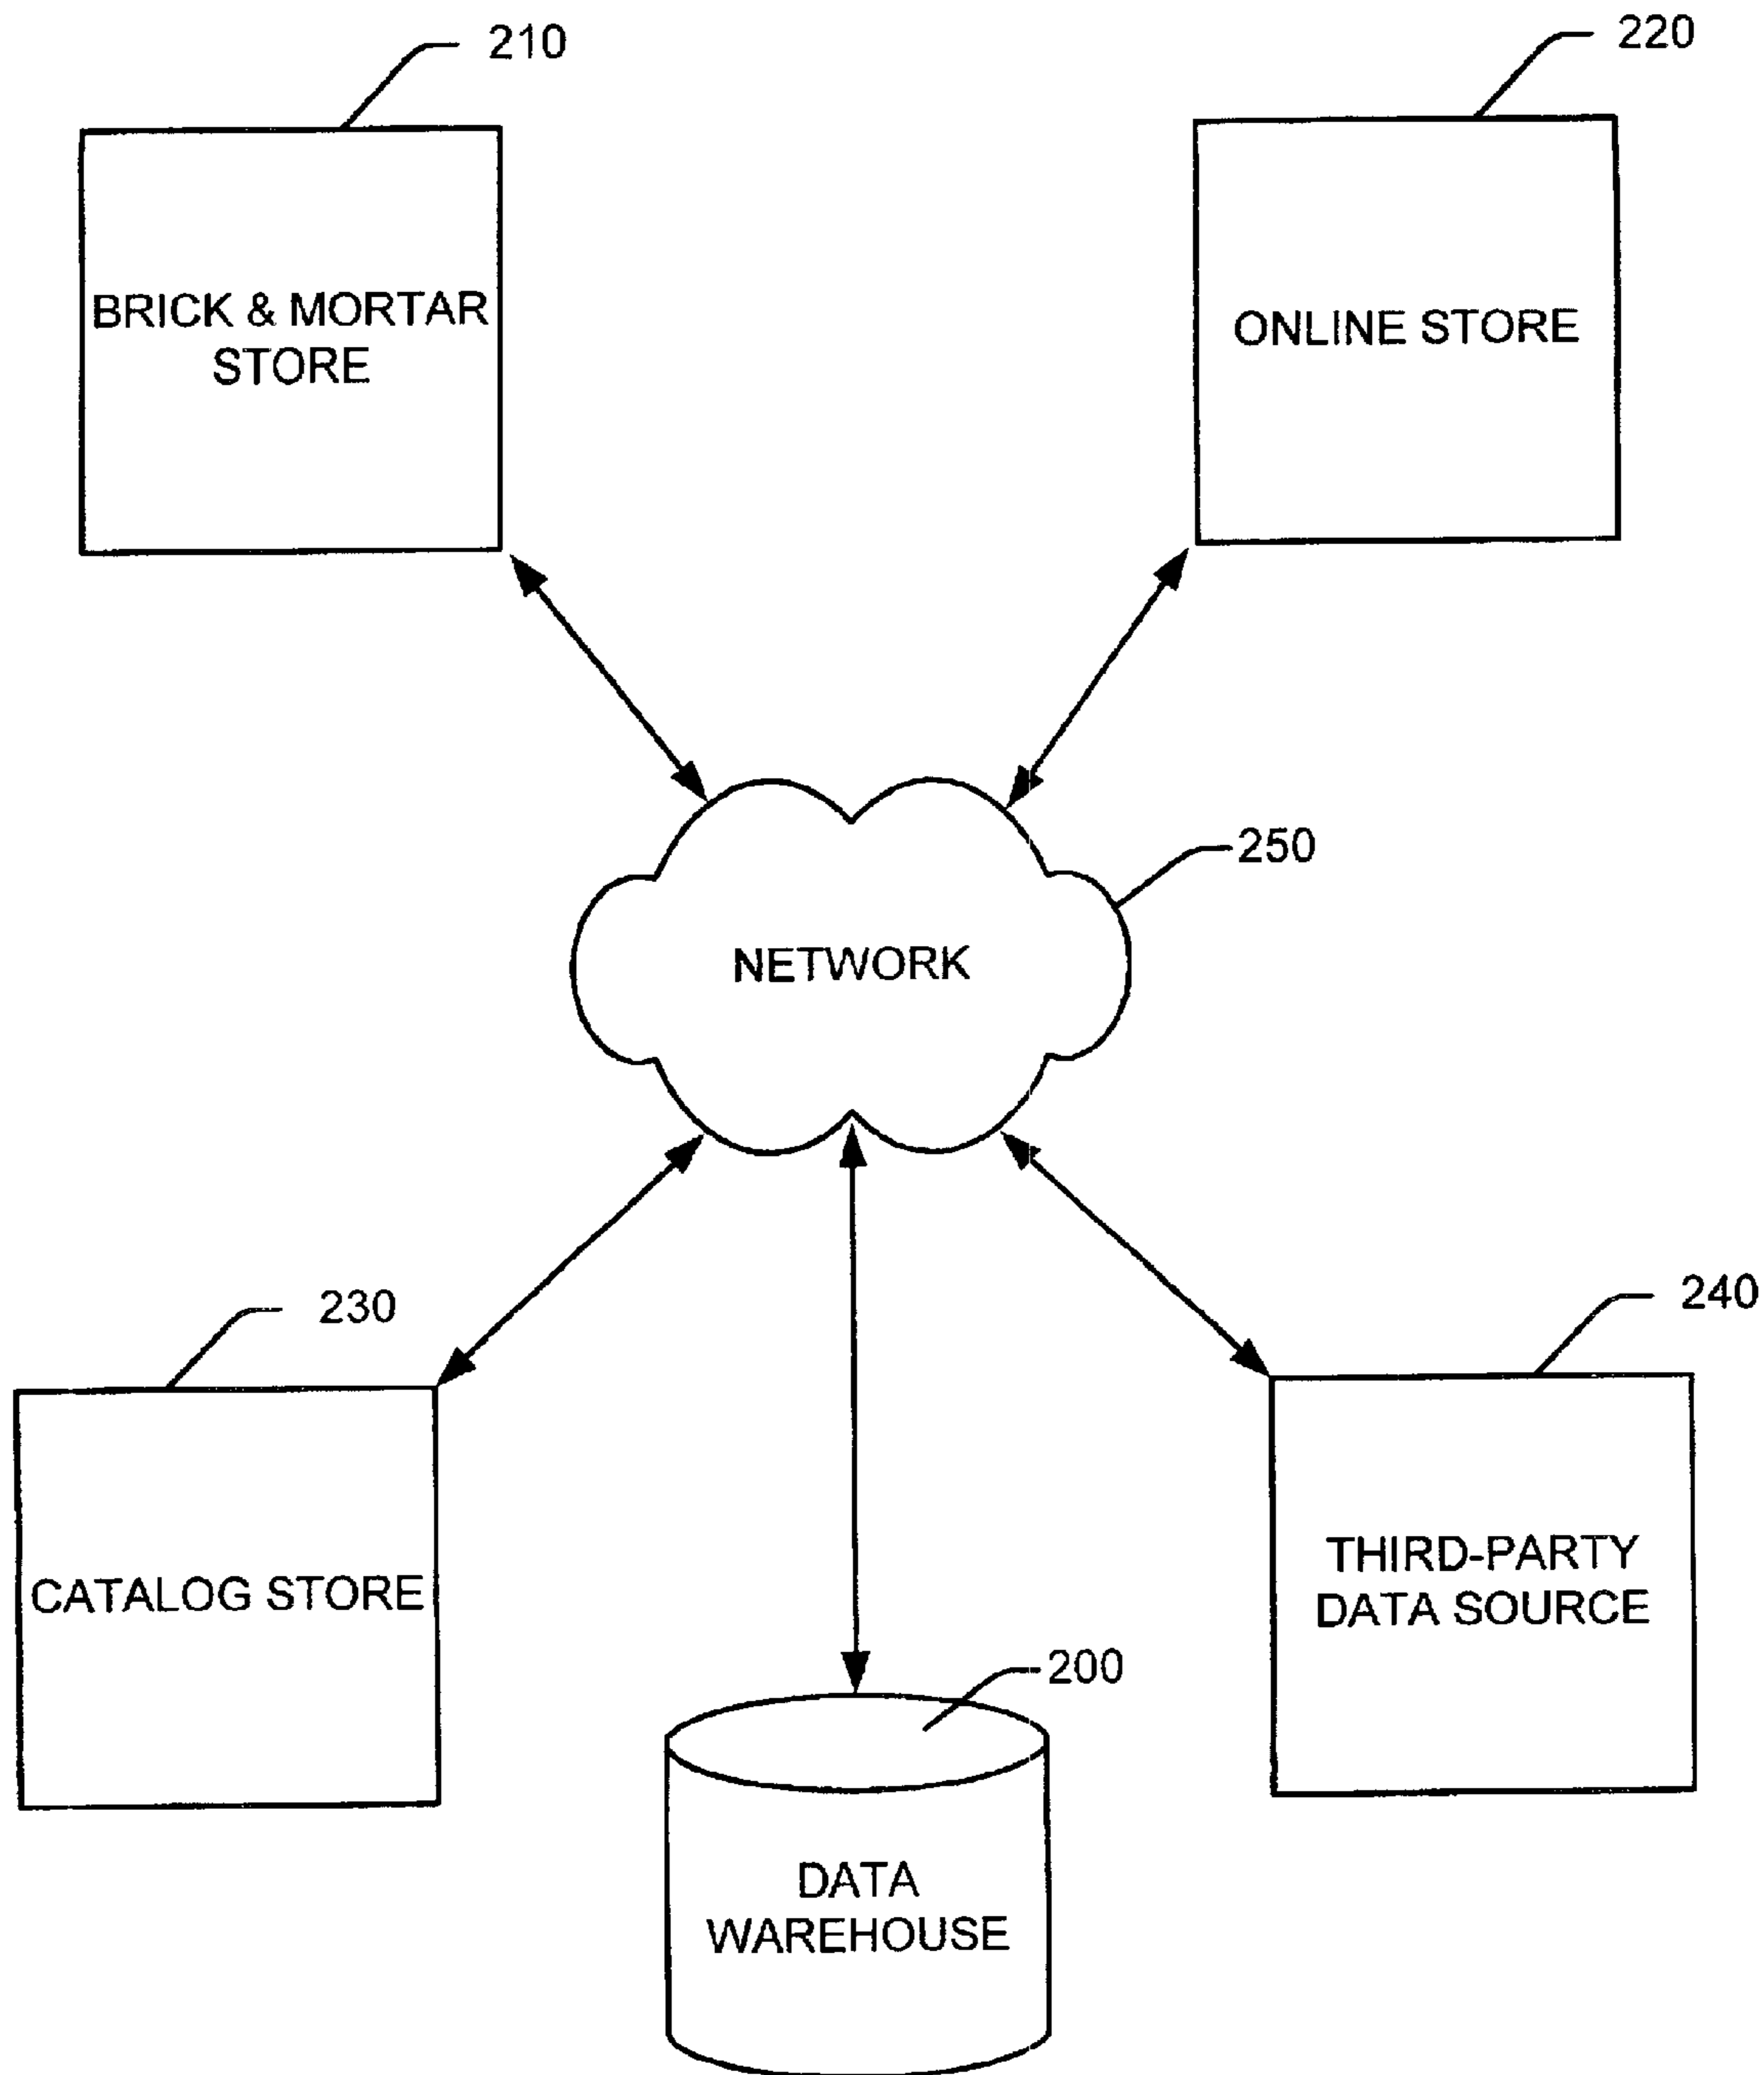 210
220
BRICK & MORTAR
STORE
ONLINE STORE
250
NETWORK
230
240
CATALOG STORE
THIRD-PARTY
DATA SOURCE
200
DATA
WAREHOUSE